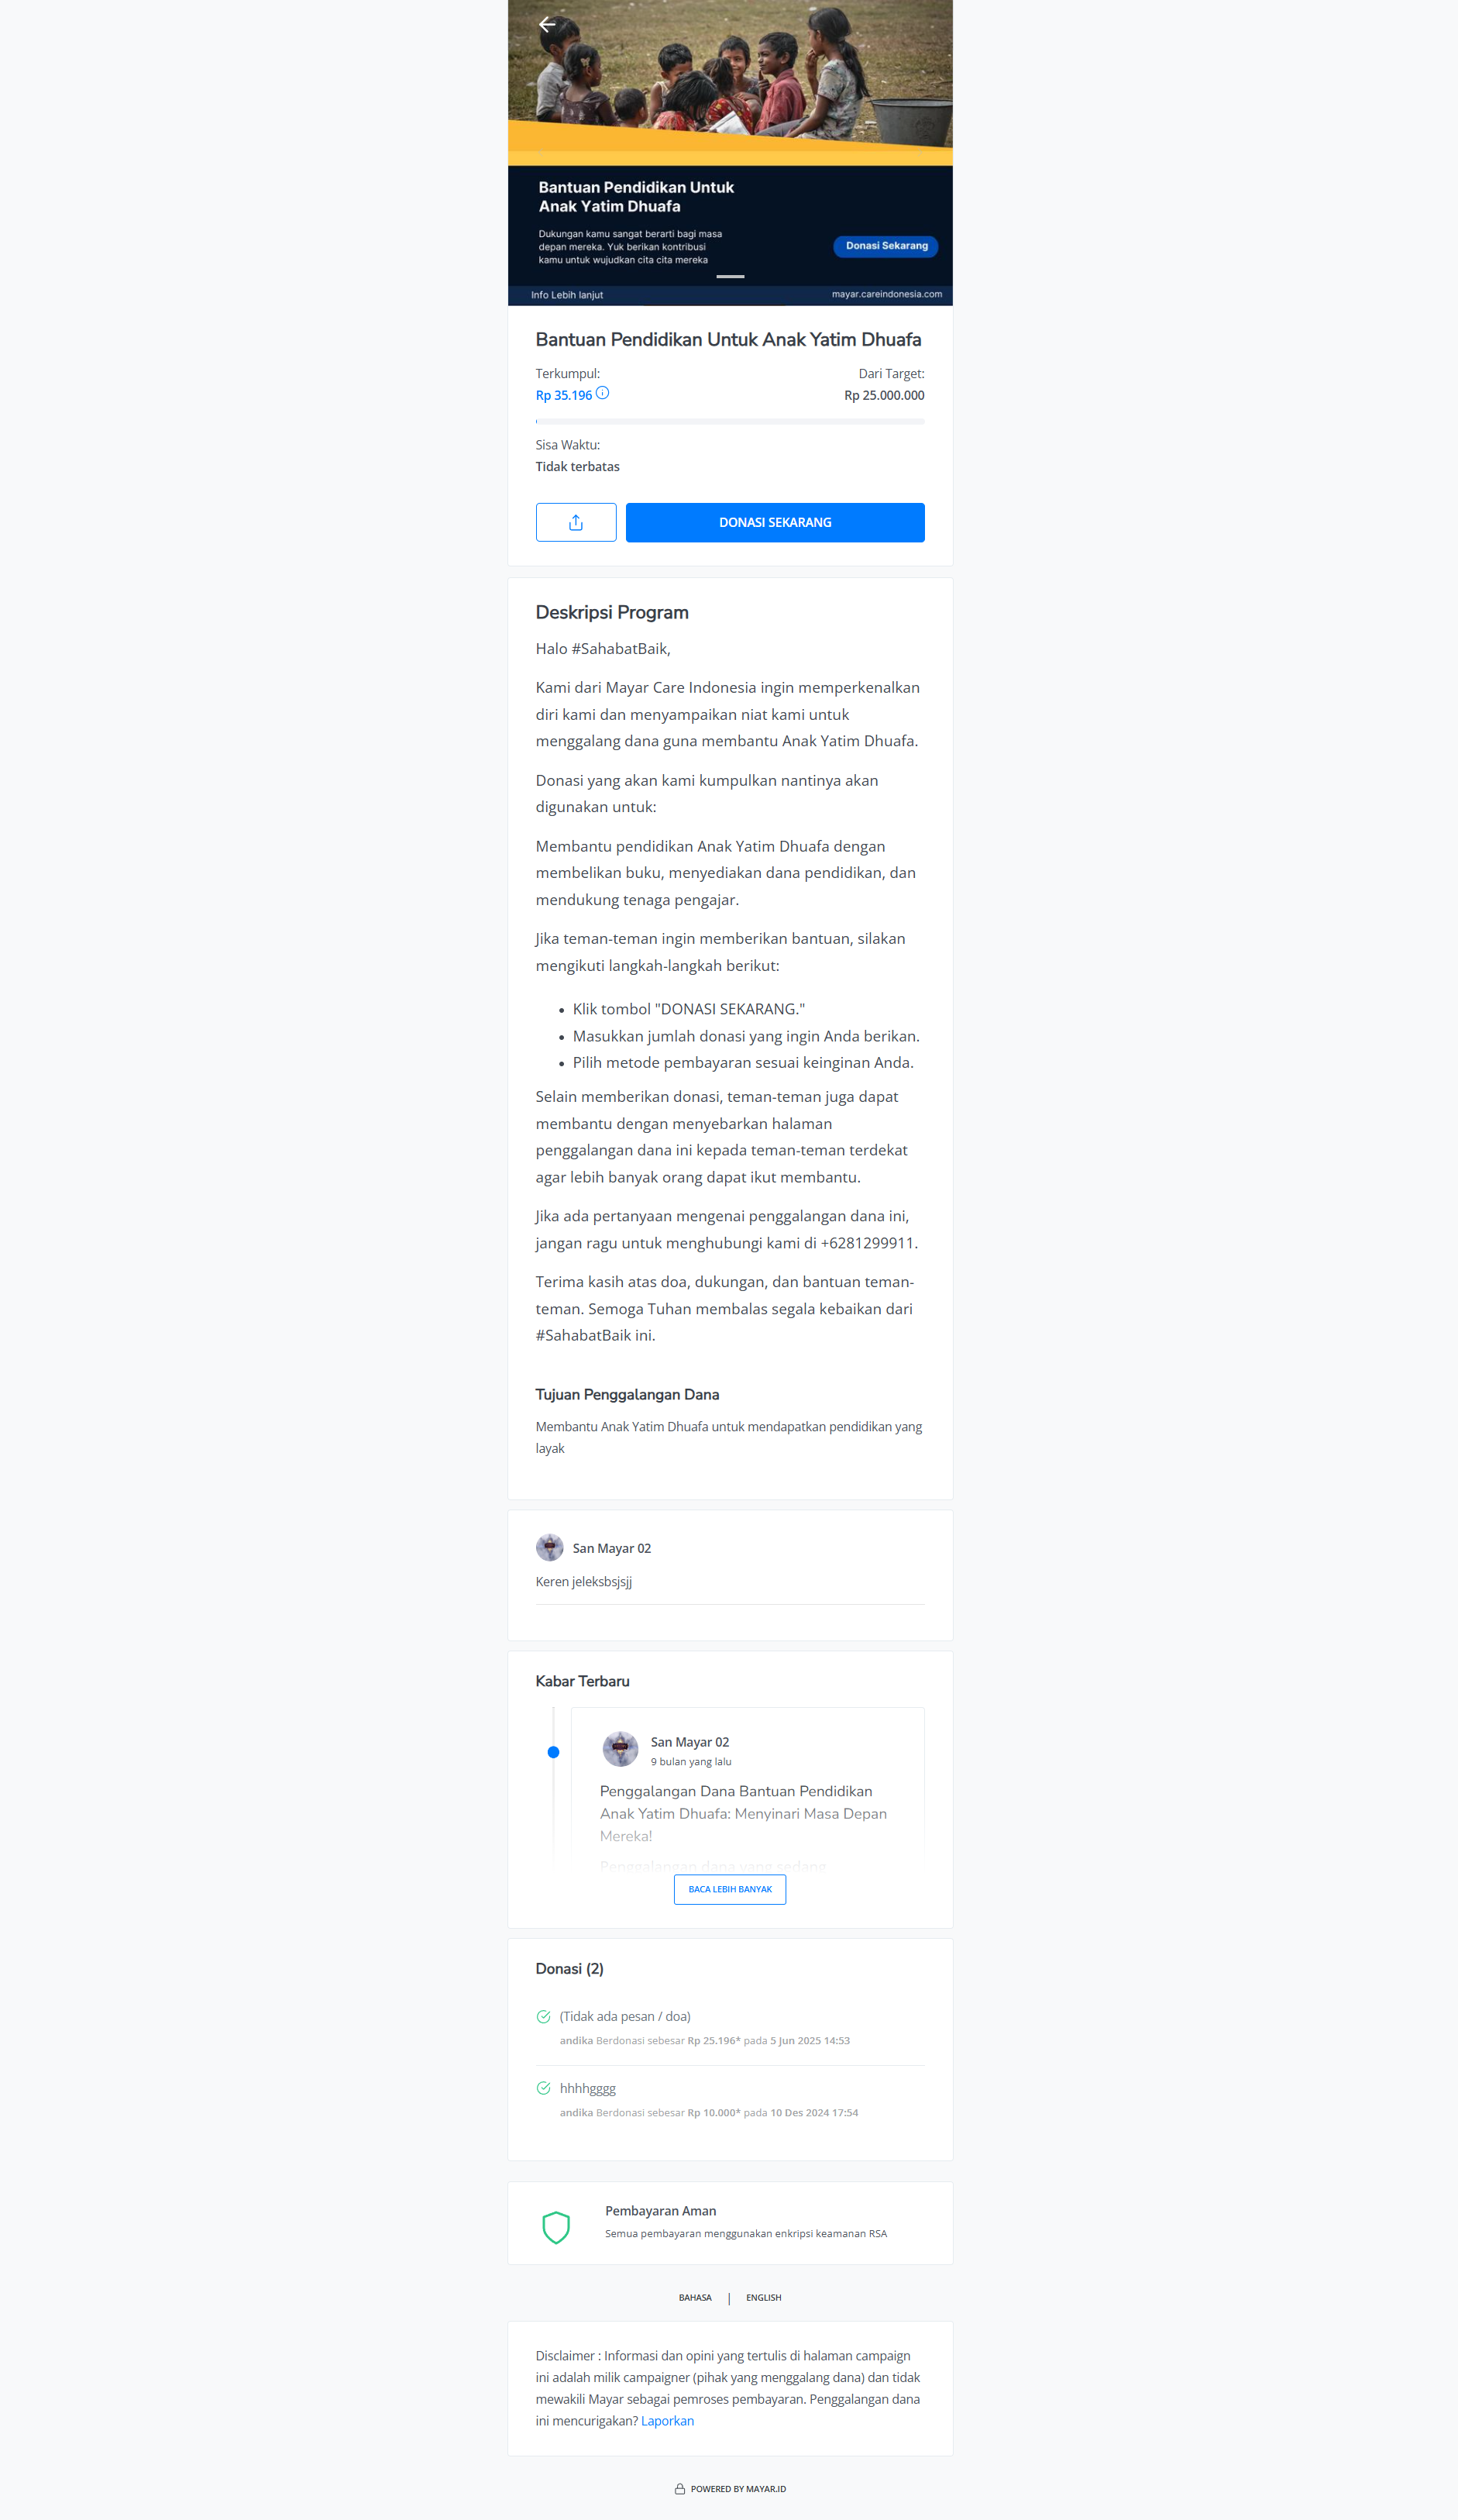 Bantuan Pendidikan Untuk
Anak Yatim Dhuafa
Dukungan kamu sangat berarti bagi masa
depan mereka. Yuk berikan kontribusi
kamu untuk wujudkan cita cita mereka
Donasi Sekarang
Info Lebih lanjut
mayar.careindonesia.com
Bantuan Pendidikan Untuk Anak Yatim Dhuafa
Terkumpul:
Dari Target:
Rp 35.196
Rp 25.000.000
Sisa Waktu:
Tidak terbatas
DONASI SEKARANG
Deskripsi Program
Halo #SahabatBaik,
Kami dari Mayar Care Indonesia ingin memperkenalkan
diri kami dan menyampaikan niat kami untuk
menggalang dana guna membantu Anak Yatim Dhuafa.
Donasi yang akan kami kumpulkan nantinya akan
digunakan untuk:
Membantu pendidikan Anak Yatim Dhuafa dengan
membelikan buku, menyediakan dana pendidikan, dan
mendukung tenaga pengajar.
Jika teman-teman ingin memberikan bantuan, silakan
mengikuti langkah-langkah berikut:
• Klik tombol "DONASI SEKARANG."
• Masukkan jumlah donasi yang ingin Anda berikan.
• Pilih metode pembayaran sesuai keinginan Anda.
Selain memberikan donasi, teman-teman juga dapat
membantu dengan menyebarkan halaman
penggalangan dana ini kepada teman-teman terdekat
agar lebih banyak orang dapat ikut membantu.
Jika ada pertanyaan mengenai penggalangan dana ini,
jangan ragu untuk menghubungi kami di +6281299911.
Terima kasih atas doa, dukungan, dan bantuan teman-
teman. Semoga Tuhan membalas segala kebaikan dari
#SahabatBaik ini.
Tujuan Penggalangan Dana
Membantu Anak Yatim Dhuafa untuk mendapatkan pendidikan yang
layak
San Mayar 02
Keren jeleksbsjsjj
Kabar Terbaru
San Mayar 02
9 bulan yang lalu
Penggalangan Dana Bantuan Pendidikan
Anak Yatim Dhuafa: Menyinari Masa Depan
Mereka!
Penggalangan dana yang sedang
BACA LEBIH BANYAK
Donasi (2)
(Tidak ada pesan / doa)
andika Berdonasi sebesar Rp 25.196* pada 5 Jun 2025 14:53
hhhhgggg
andika Berdonasi sebesar Rp 10.000* pada 10 Des 2024 17:54
Pembayaran Aman
Semua pembayaran menggunakan enkripsi keamanan RSA
BAHASA | ENGLISH
Disclaimer : Informasi dan opini yang tertulis di halaman campaign
ini adalah milik campaigner (pihak yang menggalang dana) dan tidak
mewakili Mayar sebagai pemroses pembayaran. Penggalangan dana
ini mencurigakan? Laporkan
POWERED BY MAYAR.ID